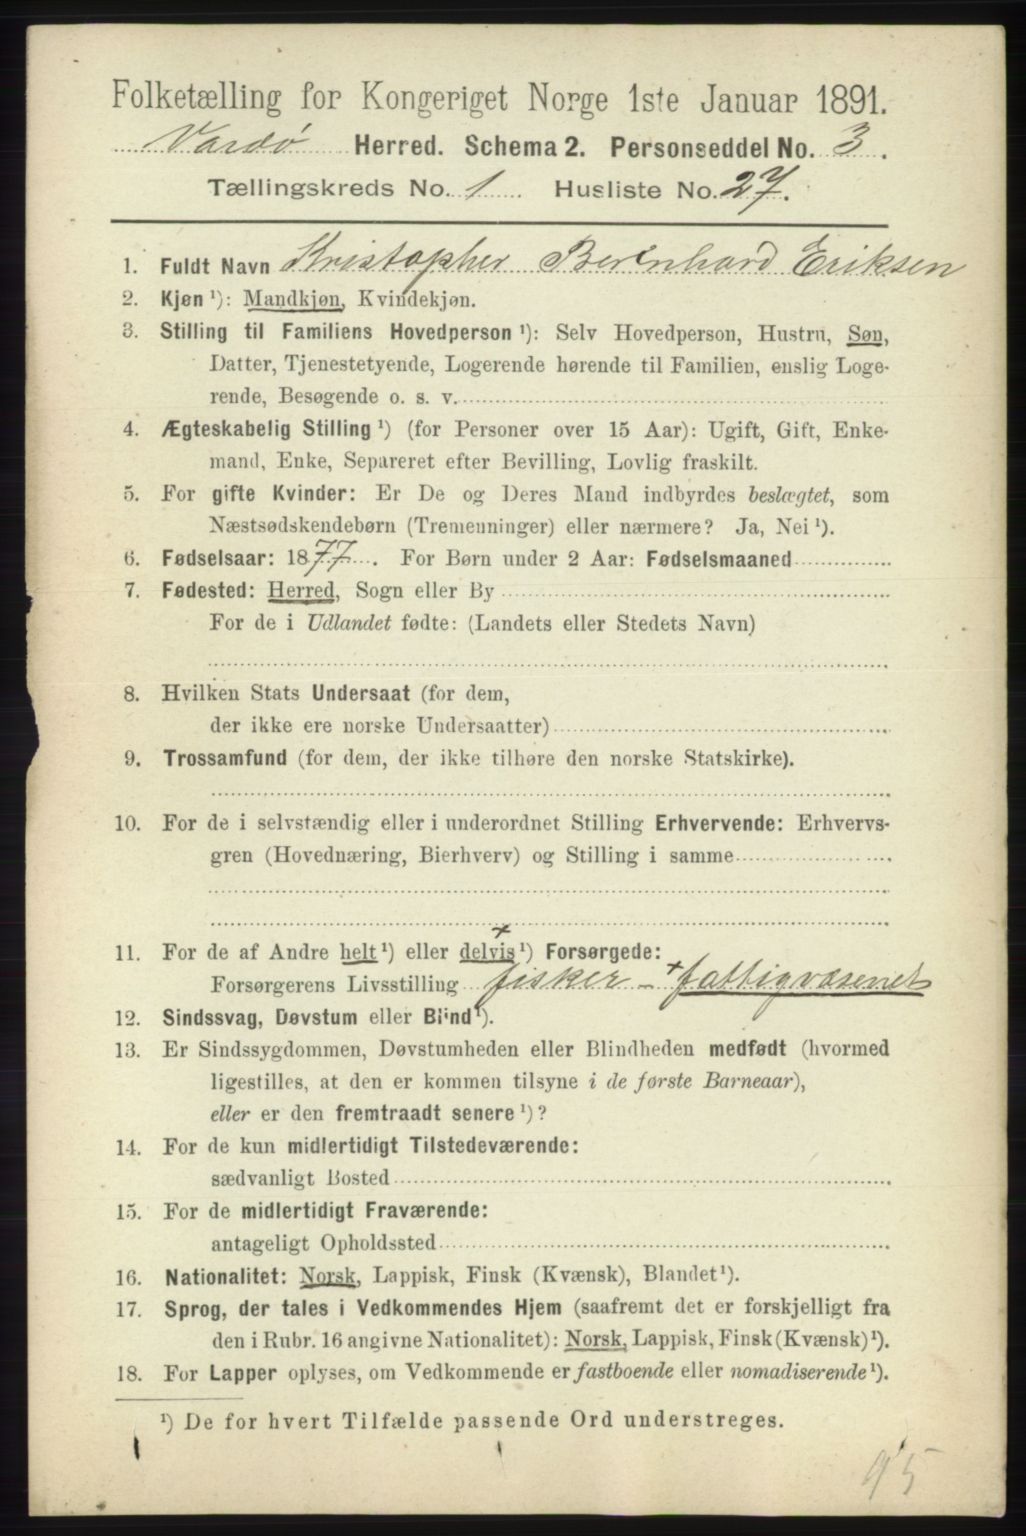 Folketælling for Kongeriget Norge 1ste Januar 1891.
Vardø Herred. Schema 2. Personseddel No. 3.
Tællingskreds No. 1 Husliste No. 27.
1. Fuldt Navn Kristopher Bernhard Eriksen
2. Kjøn ¹): Mandkjøn, Kvindekjøn.
3. Stilling til Familiens Hovedperson ¹): Selv Hovedperson, Hustru, Søn,
Datter, Tjenestetyende, Logerende hørende til Familien, enslig Loge-
rende, Besøgende o. s. v.
4. Ægteskabelig Stilling ¹) (for Personer over 15 Aar): Ugift, Gift, Enke-
mand, Enke, Separeret efter Bevilling, Lovlig fraskilt.
5. For gifte Kvinder: Er De og Deres Mand indbyrdes beslægtet, som
Næstsødskendebørn (Tremenninger) eller nærmere? Ja, Nei ¹).
6. Fødselsaar: 1877. For Børn under 2 Aar: Fødselsmaaned
7. Fødested: Herred, Sogn eller By
For de i Udlandet fødte: (Landets eller Stedets Navn)
8. Hvilken Stats Undersaat (for dem,
der ikke ere norske Undersaatter)
9. Trossamfund (for dem, der ikke tilhøre den norske Statskirke).
10. For de i selvstændig eller i underordnet Stilling Erhvervende: Erhvervs-
gren (Hovednæring, Bierhverv) og Stilling i samme
11. For de af Andre helt ¹) eller delvis ¹) Forsørgede:
Forsørgerens Livsstilling fisker - + fattigvæsenet
12. Sindssvag, Døvstum eller Blind ¹).
13. Er Sindssygdommen, Døvstumheden eller Blindheden medfødt (hvormed
ligestilles, at den er kommen tilsyne i de første Barneaar),
eller er den fremtraadt senere ¹)?
14. For de kun midlertidigt Tilstedeværende:
sædvanligt Bosted
15. For de midlertidigt Fraværende:
antageligt Opholdssted
16. Nationalitet: Norsk, Lappisk, Finsk (Kvænsk), Blandet ¹).
17. Sprog, der tales i Vedkommendes Hjem (saafremt det er forskjelligt fra
den i Rubr. 16 angivne Nationalitet): Norsk, Lappisk, Finsk (Kvænsk) ¹).
18. For Lapper oplyses, om Vedkommende er fastboende eller nomadiserende ¹).
¹) De for hvert Tilfælde passende Ord understreges.
95